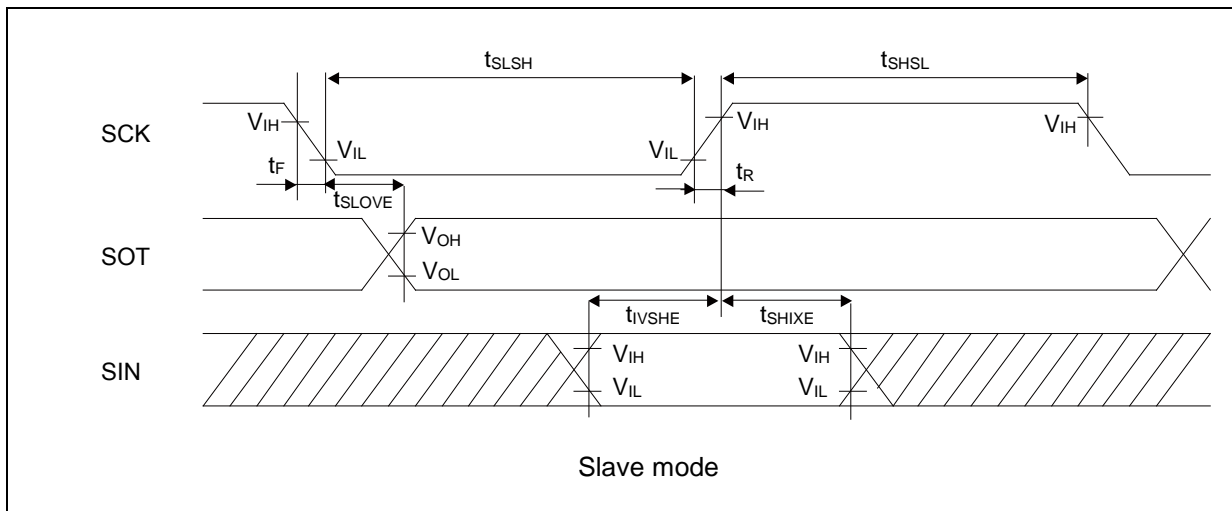 tSLSH
tSHSL
SCK
VIH
VIL
VIL
VIH
VIH
tF
tSLOVE
tR
SOT
VOH
VOL
tIVSHE
tSHIXE
SIN
VIH
VIL
VIH
VIL
Slave mode